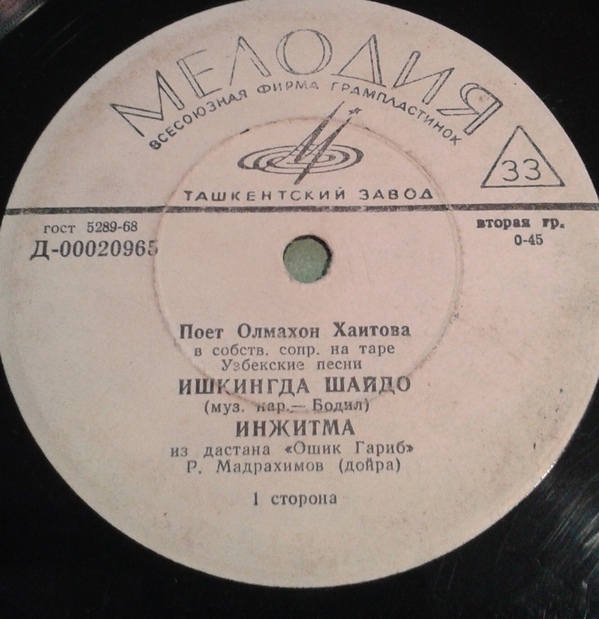 МЕЛОДИЯ
ВСЕСОЮЗНАЯ ФИРМА ГРАМПЛАСТИНОК
33
ТАШКЕНТСКИЙ ЗАВОД
гост 5289-68
Д-00020965
вторая гр.
0-45
Поет Олмахон Хаитова
в собств. сопр. на таре
Узбекские песни
ИШКИНГДА ШАЙДО
(муз. нар.— Бодил)
ИНЖИТМА
из дастана «Ошик Гариб»
Р. Мадрахимов (дойра)
1 сторона